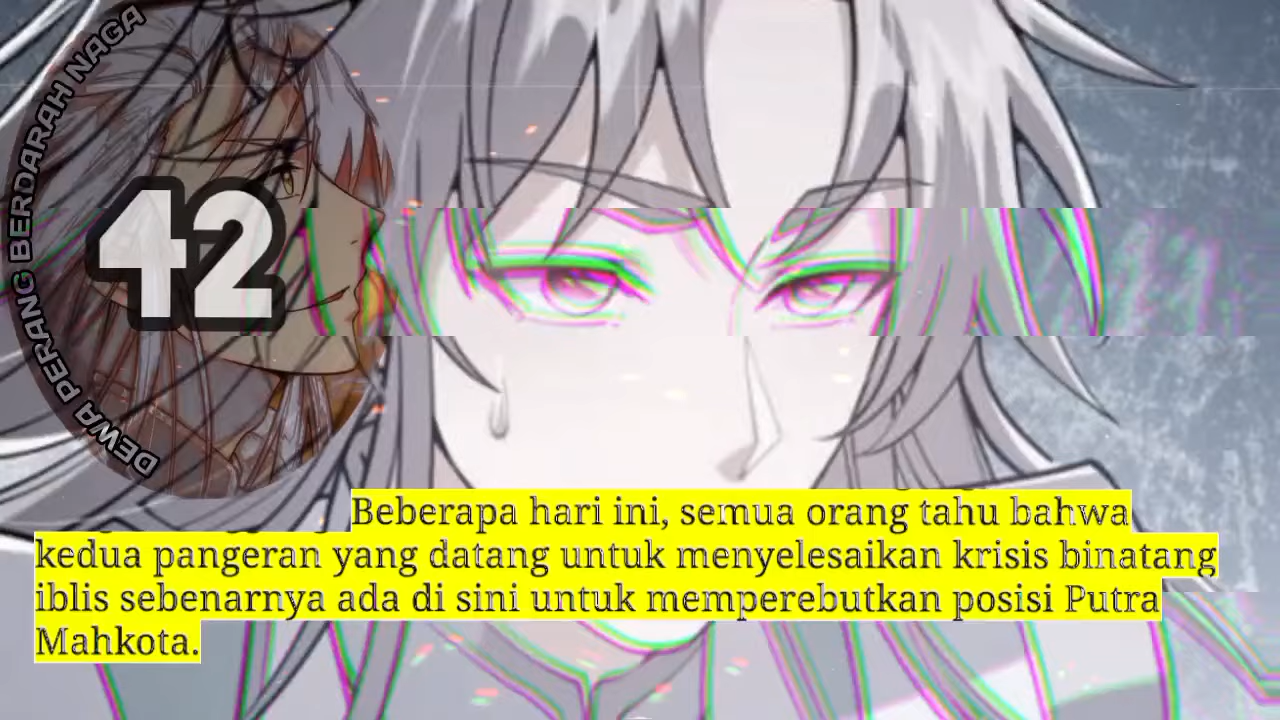 DEWA PERANG BERDARAH NAGA
42
Beberapa hari ini, semua orang tahu bahwa
kedua pangeran yang datang untuk menyelesaikan krisis binatang
iblis sebenarnya ada di sini untuk memperebutkan posisi Putra
Mahkota.